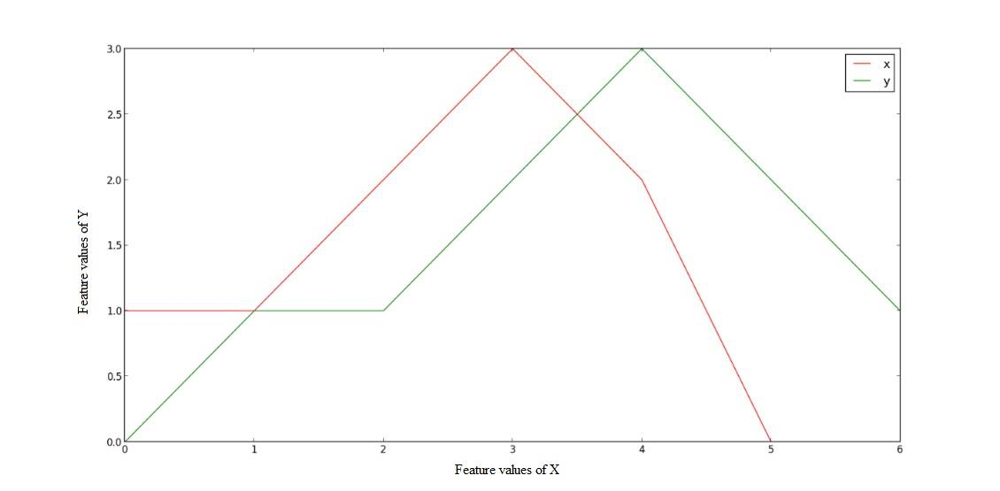 3.0
2.5
2.0
1.5
1.0
0.5
0.0
Feature values of Y
x
y
0 1 2 3 4 5 6
Feature values of X